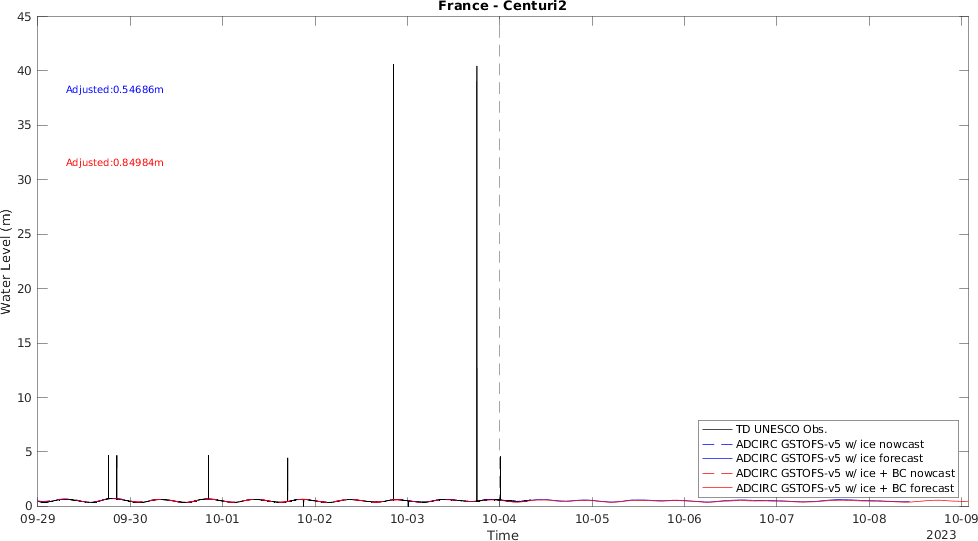 France - Centuri2
45
40
35
30
25
20
15
10
5
0
Water Level (m)
Adjusted:0.54686m
Adjusted:0.84984m
TD UNESCO Obs.
ADCIRC GSTOFS-v5 w/ ice nowcast
ADCIRC GSTOFS-v5 w/ ice forecast
ADCIRC GSTOFS-v5 w/ ice + BC nowcast
ADCIRC GSTOFS-v5 w/ ice + BC forecast
09-29 09-30 10-01 10-02 10-03 10-04 10-05 10-06 10-07 10-08 10-09
Time
2023